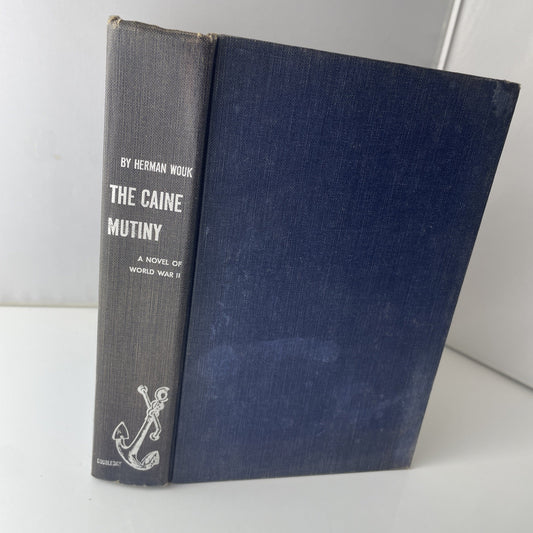 BY HERMAN WOUK
THE CAINE
MUTINY
A NOVEL OF
WORLD WAR II
DOUBLEDAY